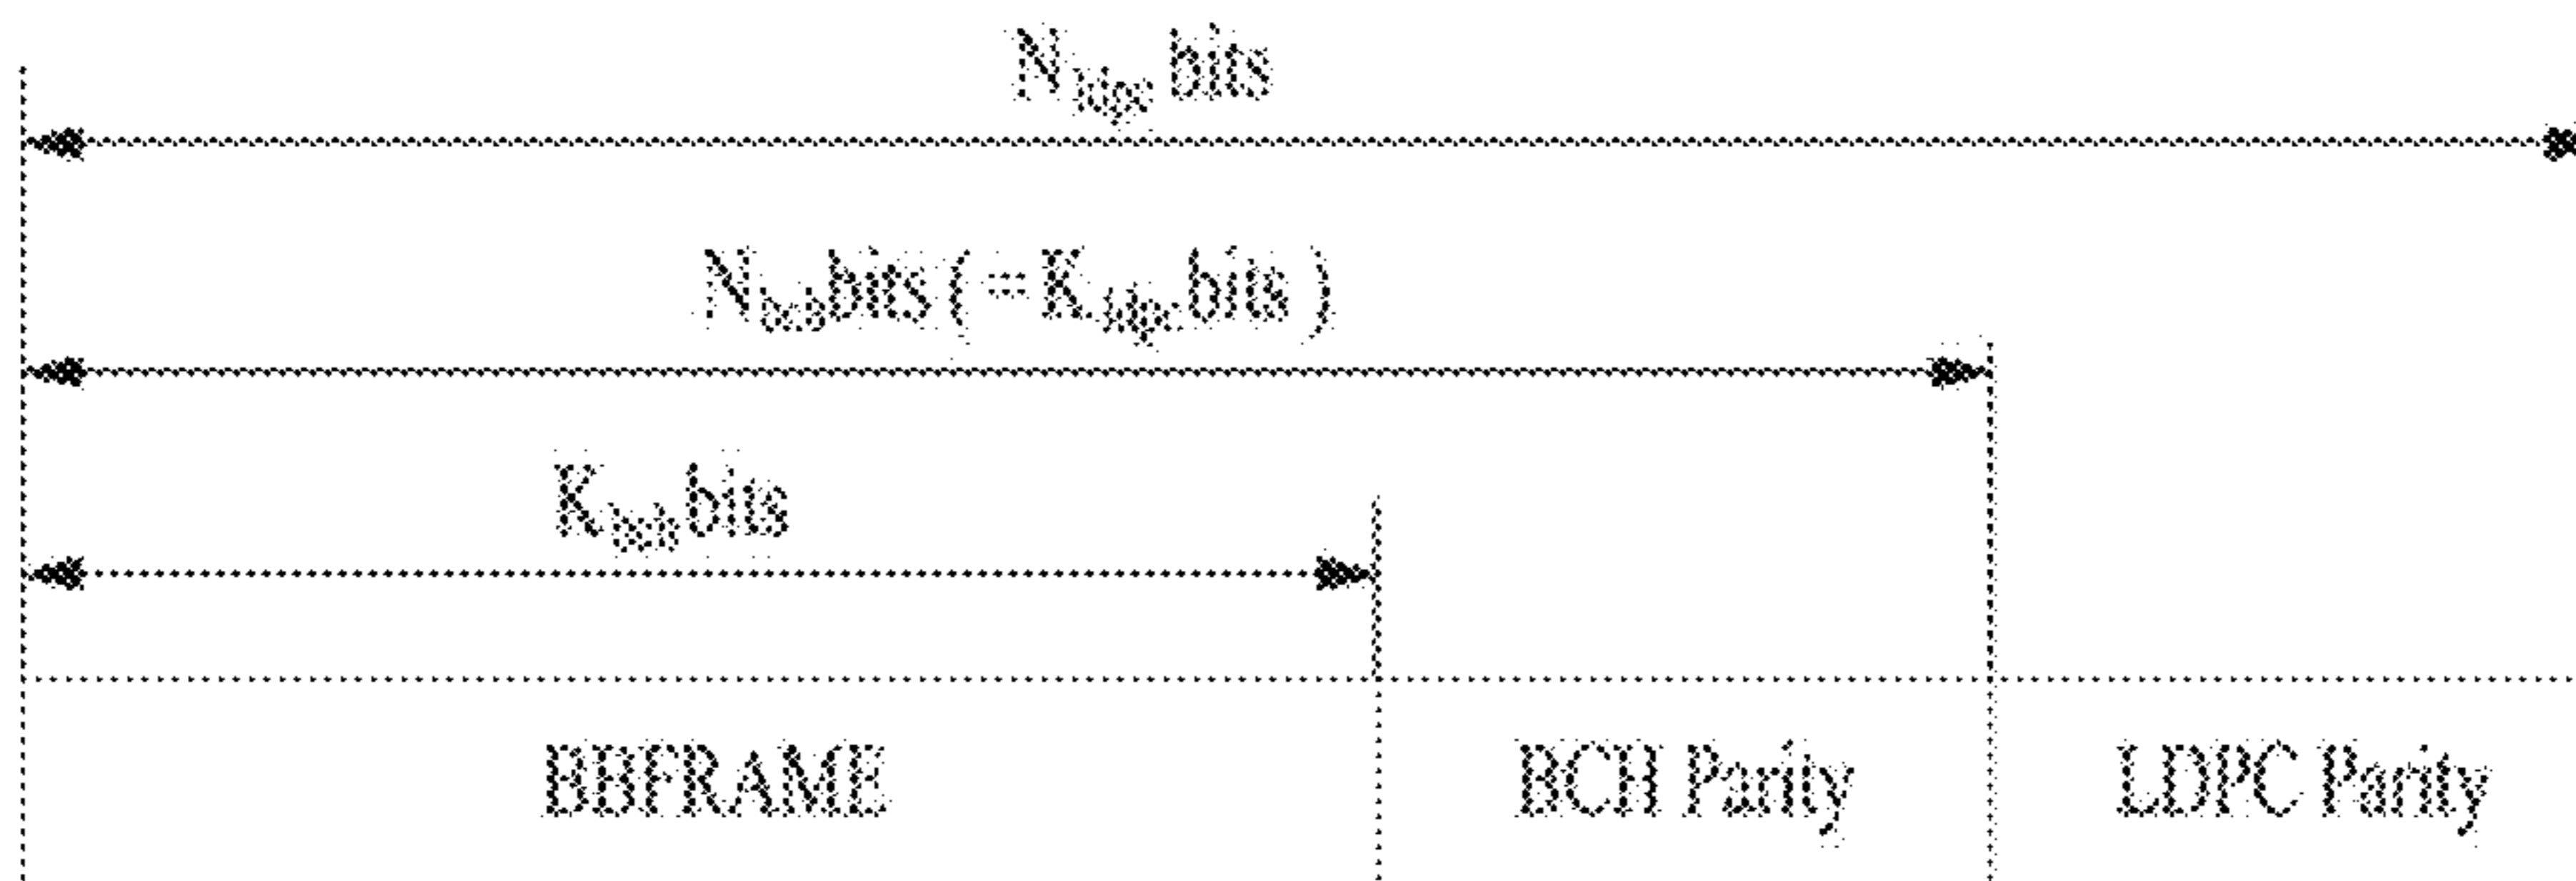 N_ldpc bits
N_bch bits ( = K_ldpc bits )
K_bch bits
BBFRAME BCH Parity LDPC Parity